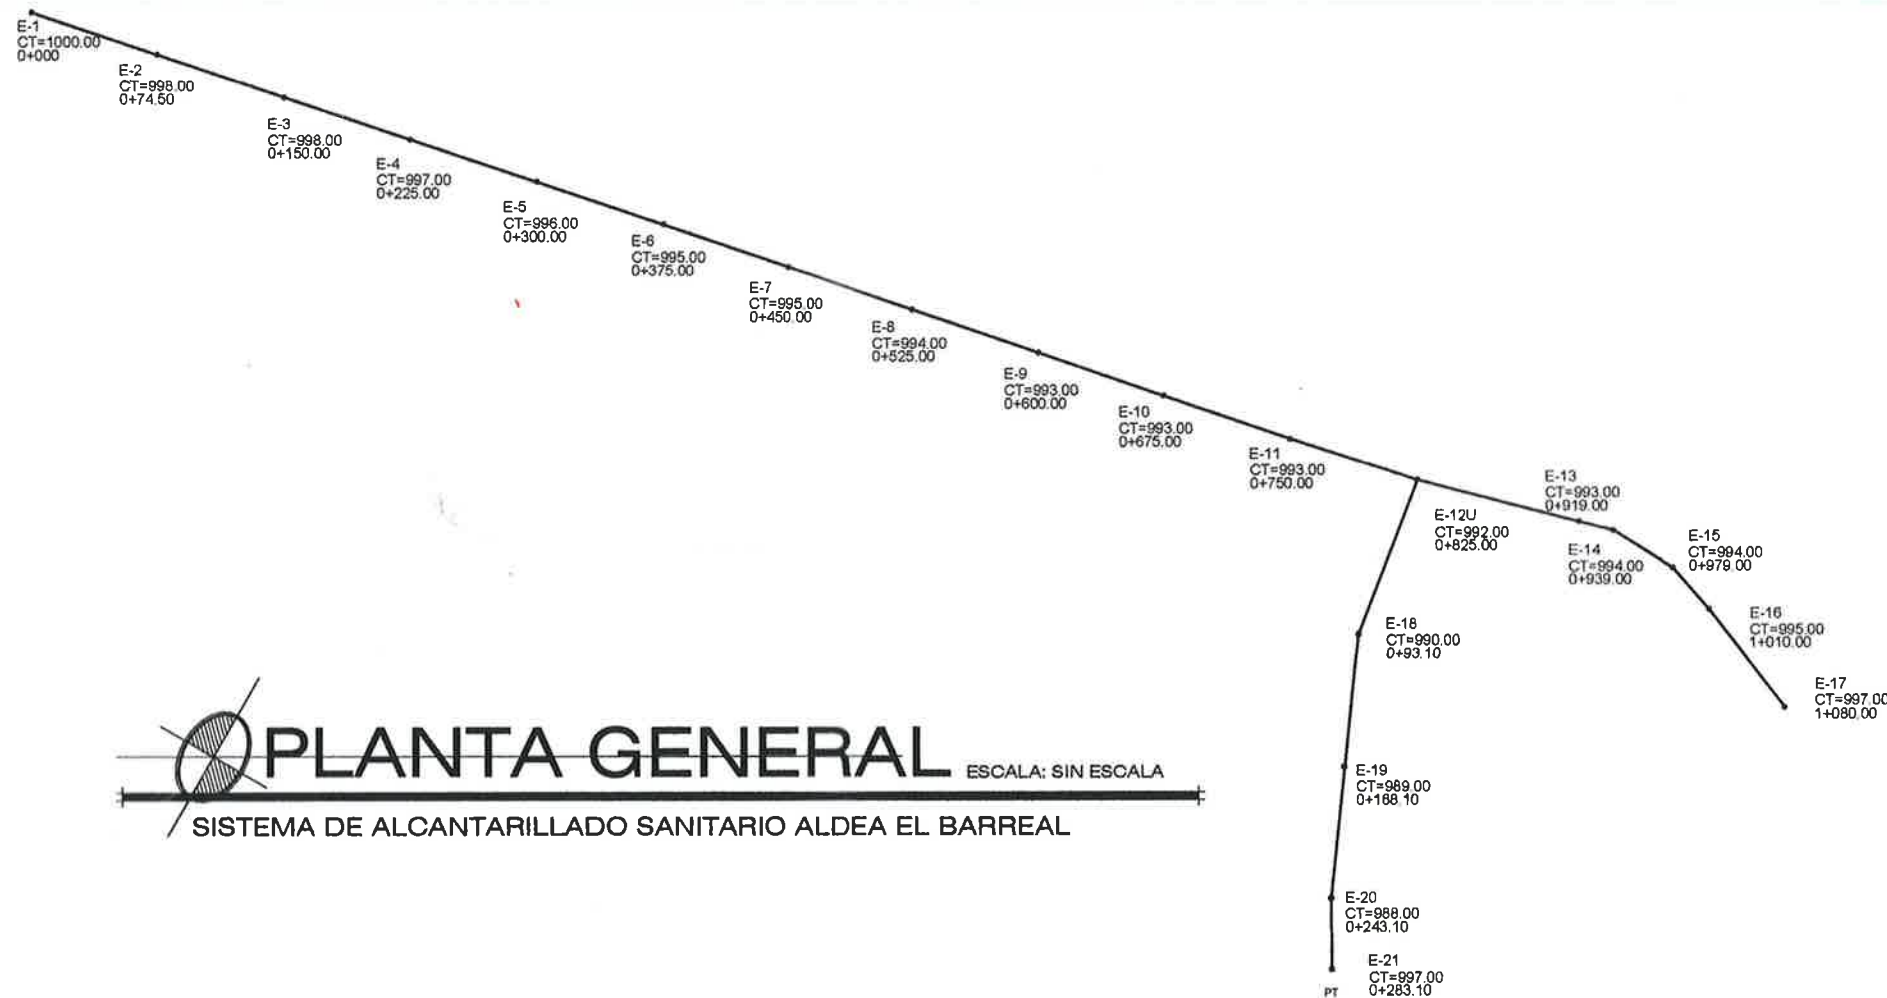 E-1
CT=1000.00
0+000
E-2
CT=998.00
0+74.50
E-3
CT=998.00
0+150.00
E-4
CT=997.00
0+225.00
E-5
CT=996.00
0+300.00
E-6
CT=995.00
0+375.00
E-7
CT=995.00
0+450.00
E-8
CT=994.00
0+525.00
E-9
CT=993.00
0+600.00
E-10
CT=993.00
0+675.00
E-11
CT=993.00
0+750.00
E-12U
CT=992.00
0+825.00
E-13
CT=993.00
0+919.00
E-14
CT=994.00
0+939.00
E-15
CT=994.00
0+979.00
E-16
CT=995.00
1+010.00
E-17
CT=997.00
1+080.00
E-18
CT=990.00
0+93.10
E-19
CT=989.00
0+168.10
E-20
CT=988.00
0+243.10
E-21
CT=997.00
0+283.10
PT
PLANTA GENERAL ESCALA: SIN ESCALA
SISTEMA DE ALCANTARILLADO SANITARIO ALDEA EL BARREAL